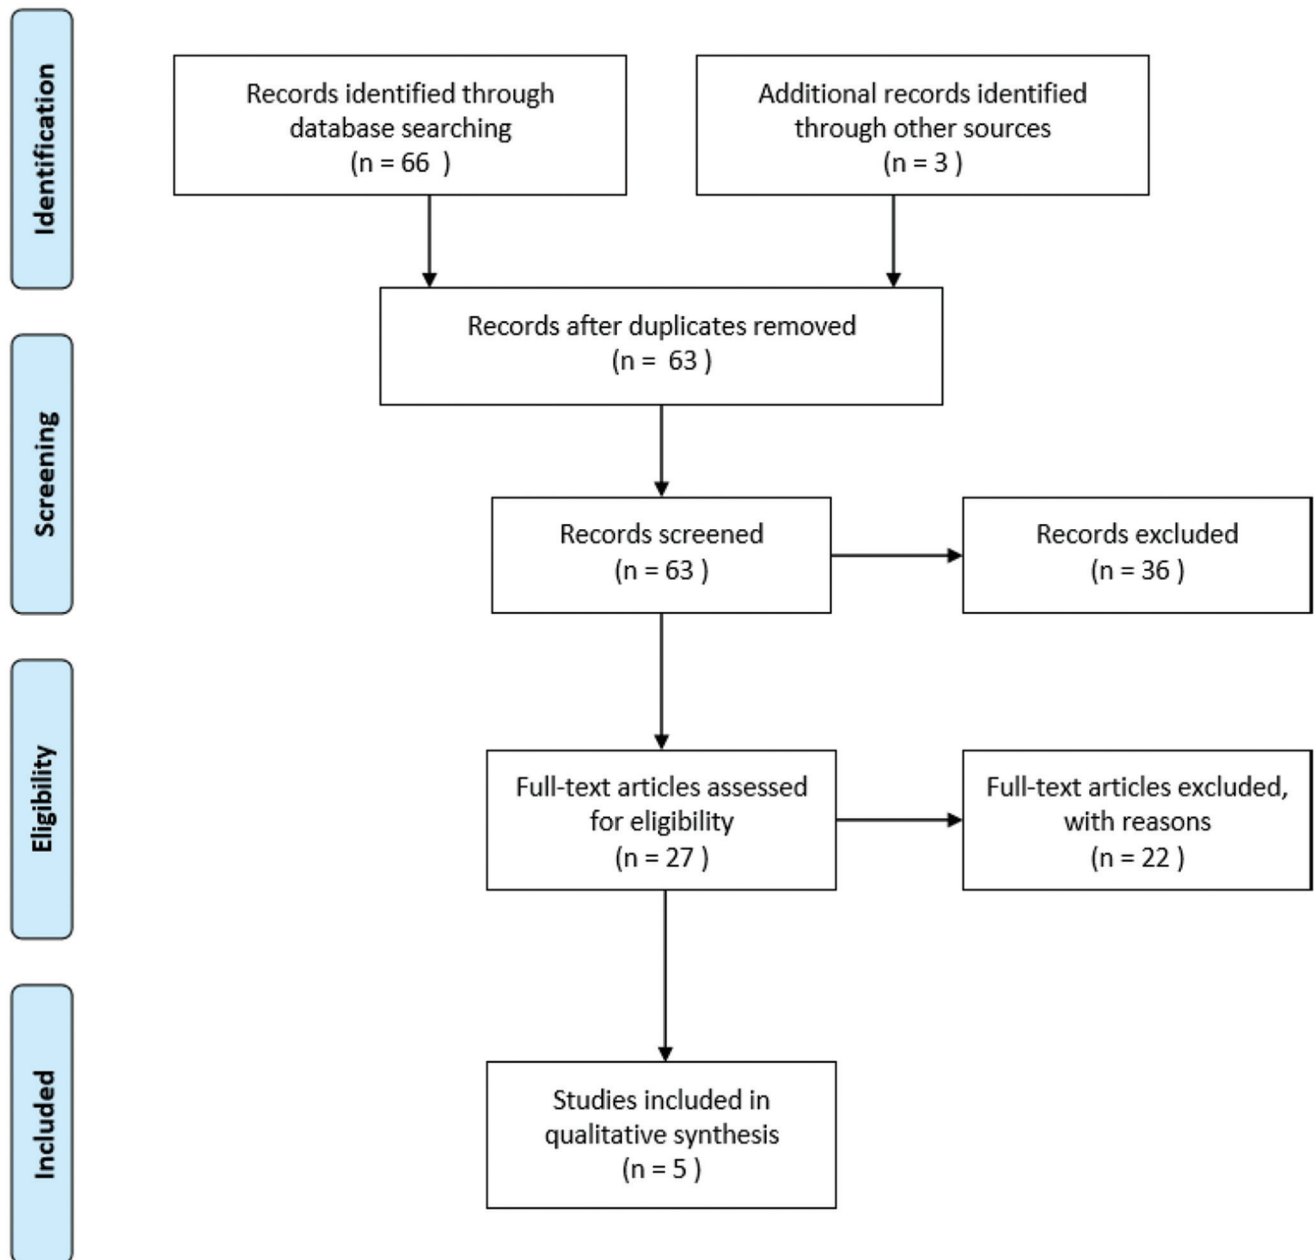 Identification
Records identified through
database searching
(n = 66  )
Additional records identified
through other sources
(n = 3 )
Records after duplicates removed
(n =  63 )
Screening
Records screened
(n = 63 )
Records excluded
(n = 36 )
Eligibility
Full-text articles assessed
for eligibility
(n = 27 )
Full-text articles excluded,
with reasons
(n = 22 )
Included
Studies included in
qualitative synthesis
(n = 5 )